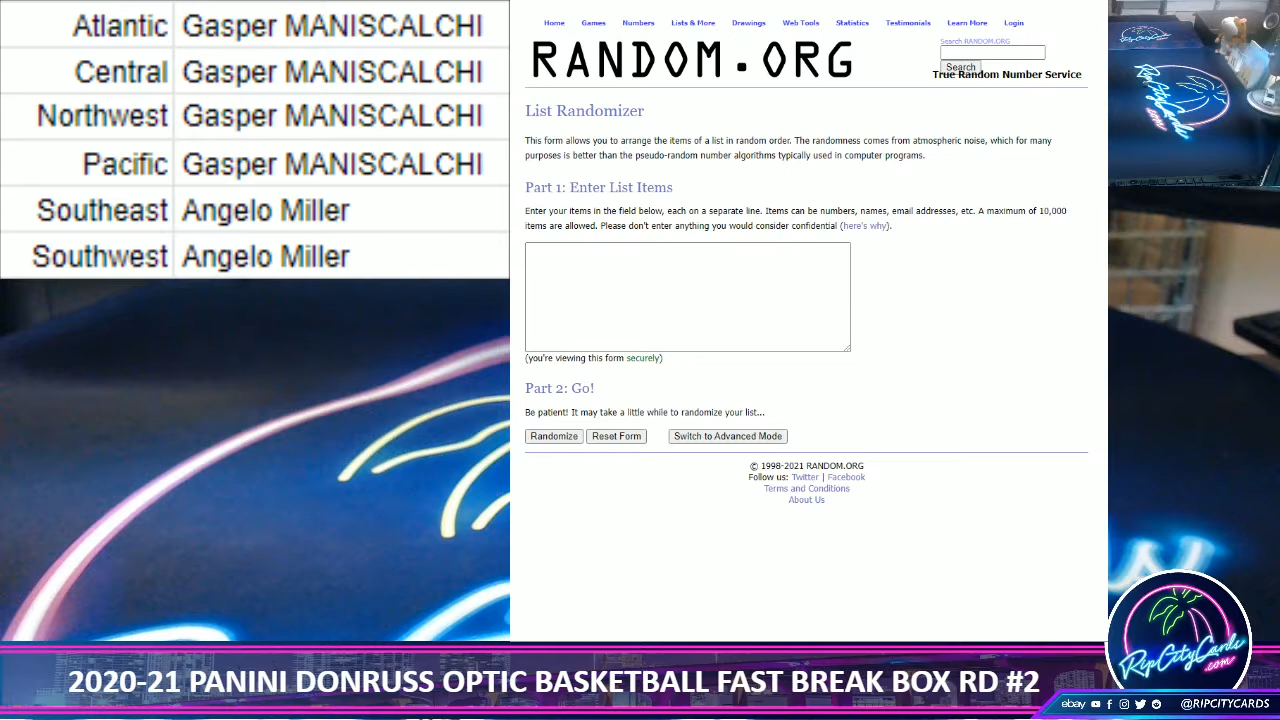 Atlantic Gasper MANISCALCHI
Central Gasper MANISCALCHI
Northwest Gasper MANISCALCHI
Pacific Gasper MANISCALCHI
Southeast Angelo Miller
Southwest Angelo Miller
Home Games Numbers Lists & More Drawings Web Tools Statistics Testimonials Learn More Login
RANDOM.ORG
Search RANDOM.ORG
Search
True Random Number Service
List Randomizer
This form allows you to arrange the items of a list in random order. The randomness comes from atmospheric noise, which for many
purposes is better than the pseudo-random number algorithms typically used in computer programs.
Part 1: Enter List Items
Enter your items in the field below, each on a separate line. Items can be numbers, names, email addresses, etc. A maximum of 10,000
items are allowed. Please don't enter anything you would consider confidential (here's why).
(you're viewing this form securely)
Part 2: Go!
Be patient! It may take a little while to randomize your list...
Randomize Reset Form Switch to Advanced Mode
© 1998-2021 RANDOM.ORG
Follow us: Twitter | Facebook
Terms and Conditions
About Us
RipCityCards
.com
2020-21 PANINI DONRUSS OPTIC BASKETBALL FAST BREAK BOX RD #2
ebay @RIPCITYCARDS